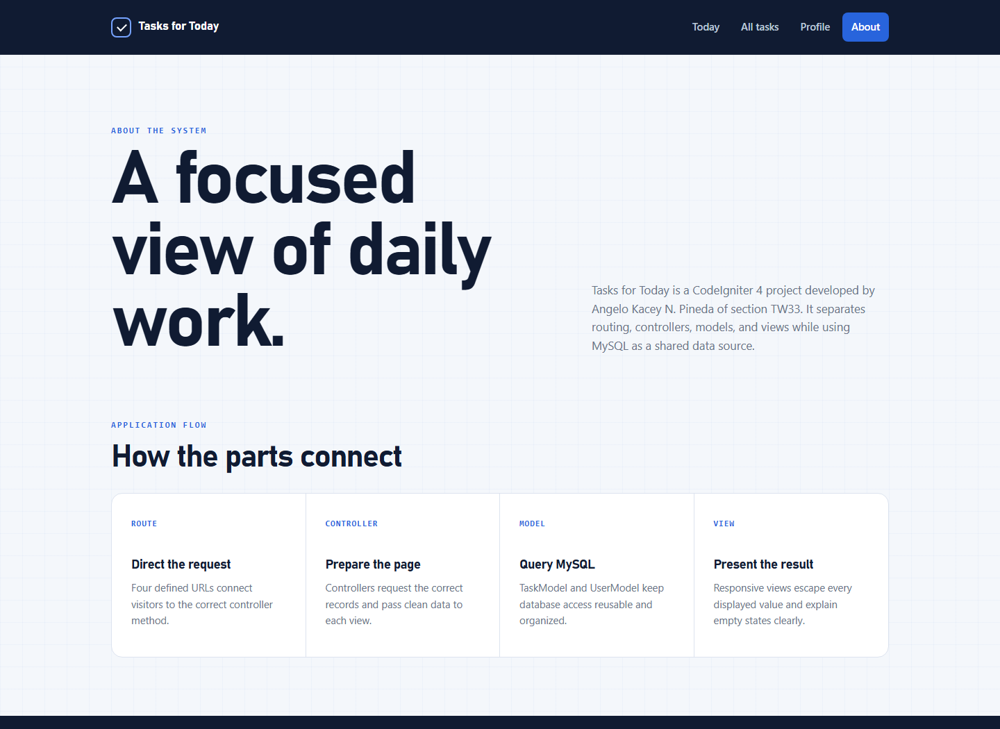 Tasks for Today
Today
All tasks
Profile
About
ABOUT THE SYSTEM
A focused
view of daily
work.
Tasks for Today is a CodeIgniter 4 project developed by
Angelo Kacey N. Pineda of section TW33. It separates
routing, controllers, models, and views while using
MySQL as a shared data source.
APPLICATION FLOW
How the parts connect
ROUTE
Direct the request
Four defined URLs connect
visitors to the correct controller
method.
CONTROLLER
Prepare the page
Controllers request the correct
records and pass clean data to
each view.
MODEL
Query MySQL
TaskModel and UserModel keep
database access reusable and
organized.
VIEW
Present the result
Responsive views escape every
displayed value and explain
empty states clearly.